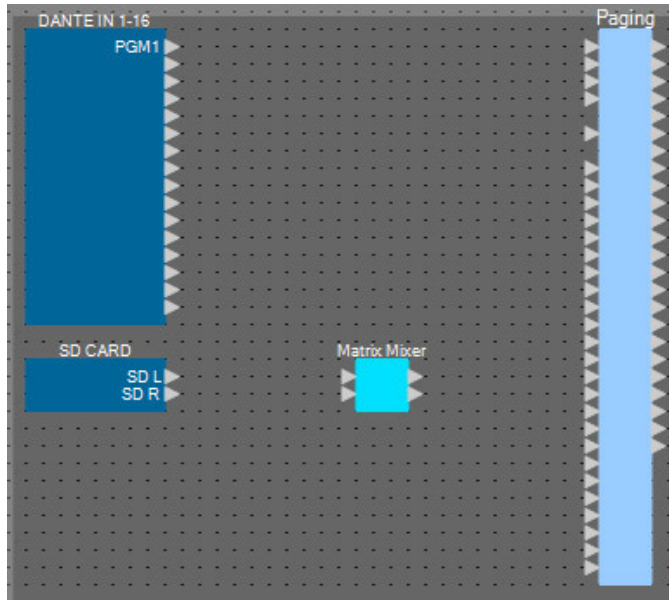 DANTE IN 1-16
Paging
PGM1
SD CARD
Matrix Mixer
SD L
SD R